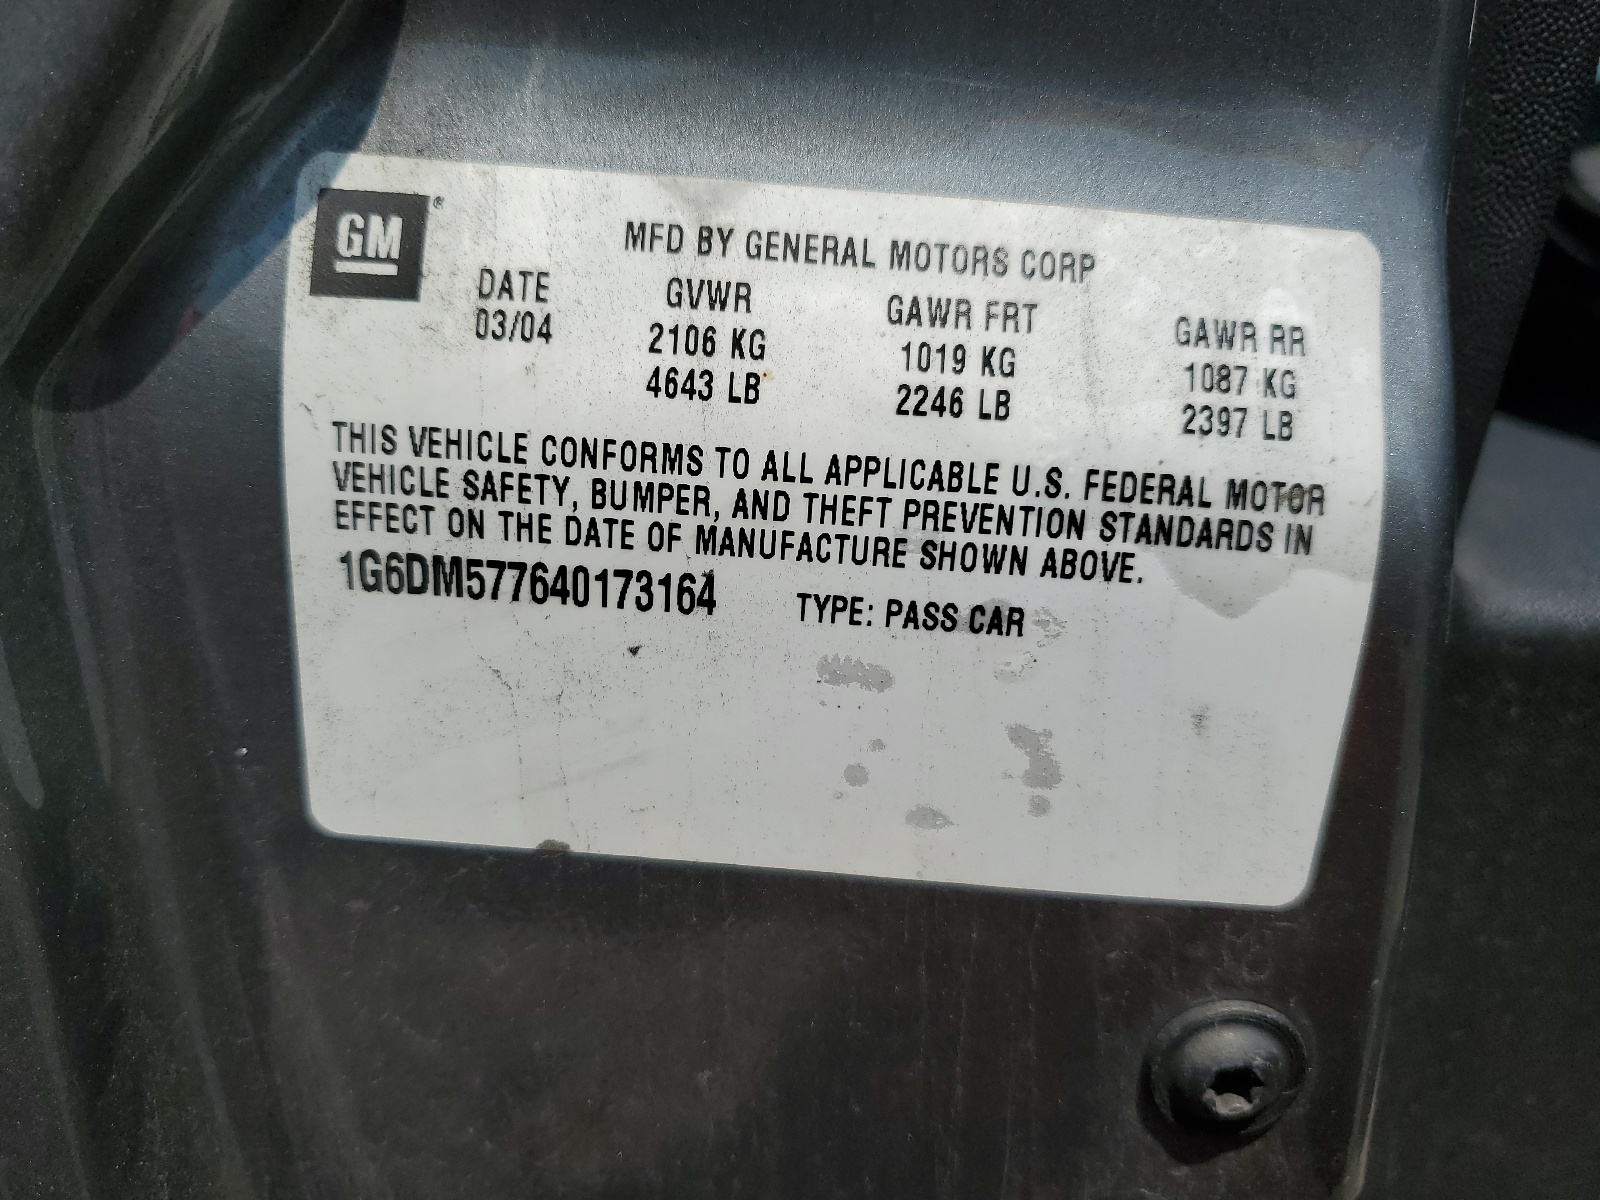 GM ®
MFD BY GENERAL MOTORS CORP
DATE GVWR GAWR FRT GAWR RR
03/04 2106 KG 1019 KG 1087 KG
4643 LB 2246 LB 2397 LB
THIS VEHICLE CONFORMS TO ALL APPLICABLE U.S. FEDERAL MOTOR
VEHICLE SAFETY, BUMPER, AND THEFT PREVENTION STANDARDS IN
EFFECT ON THE DATE OF MANUFACTURE SHOWN ABOVE.
1G6DM577640173164 TYPE: PASS CAR